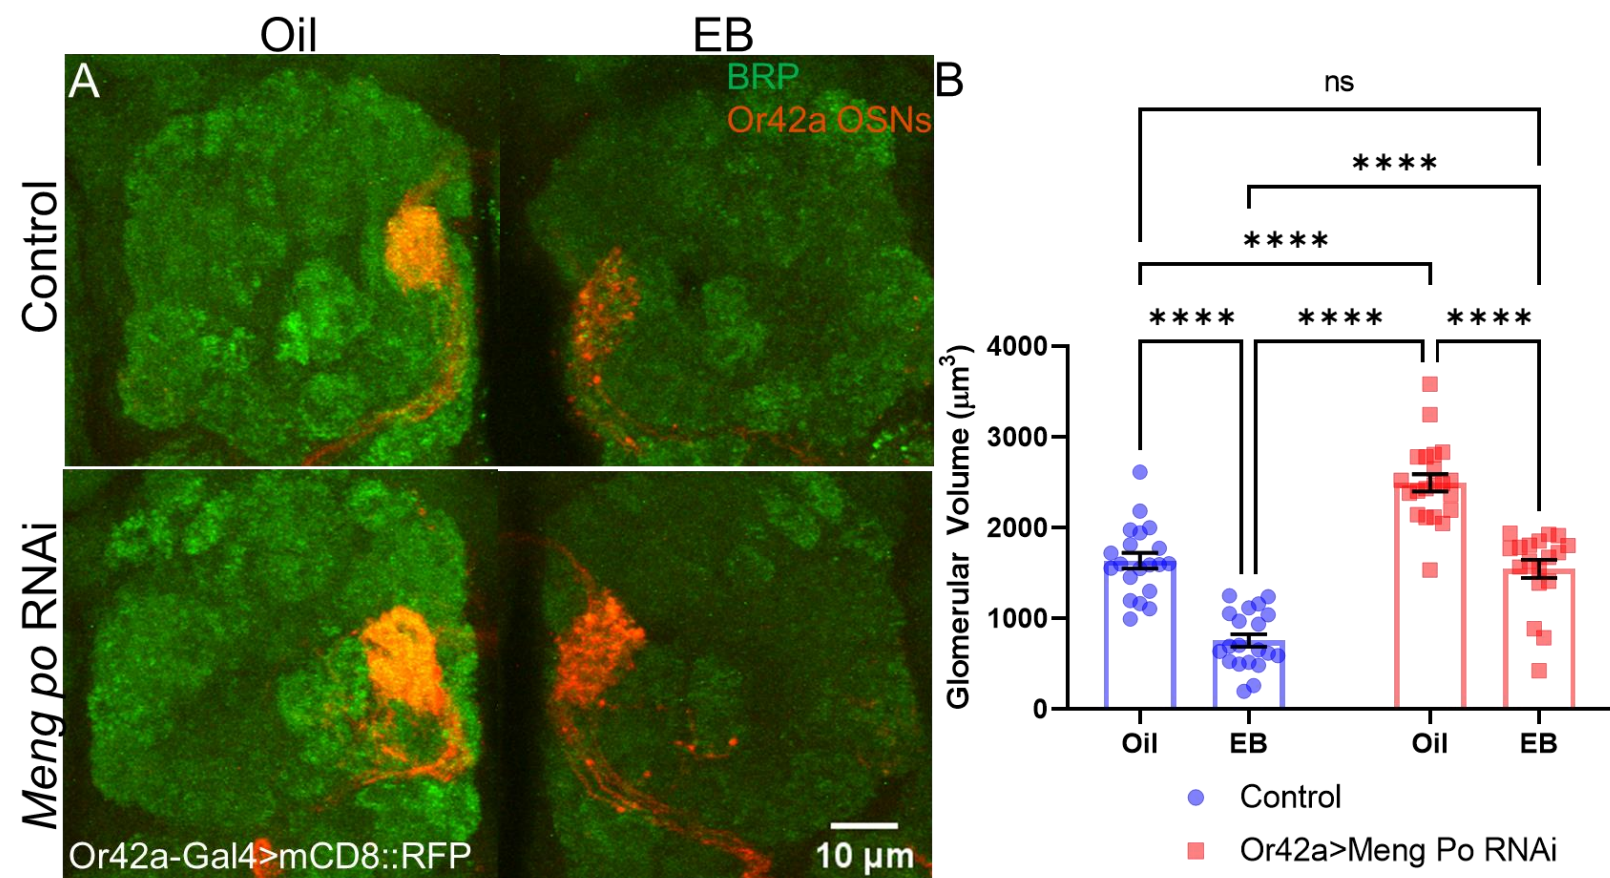 Oil
EB
A
BRP
Or42a OSNs
Control
Meng po RNAi
Or42a-Gal4>mCD8::RFP
10 µm
B
ns
****
****
**** **** ****
Glomerular Volume (µm³)
4000
3000
2000
1000
0
Oil EB Oil EB
Control
Or42a>Meng Po RNAi